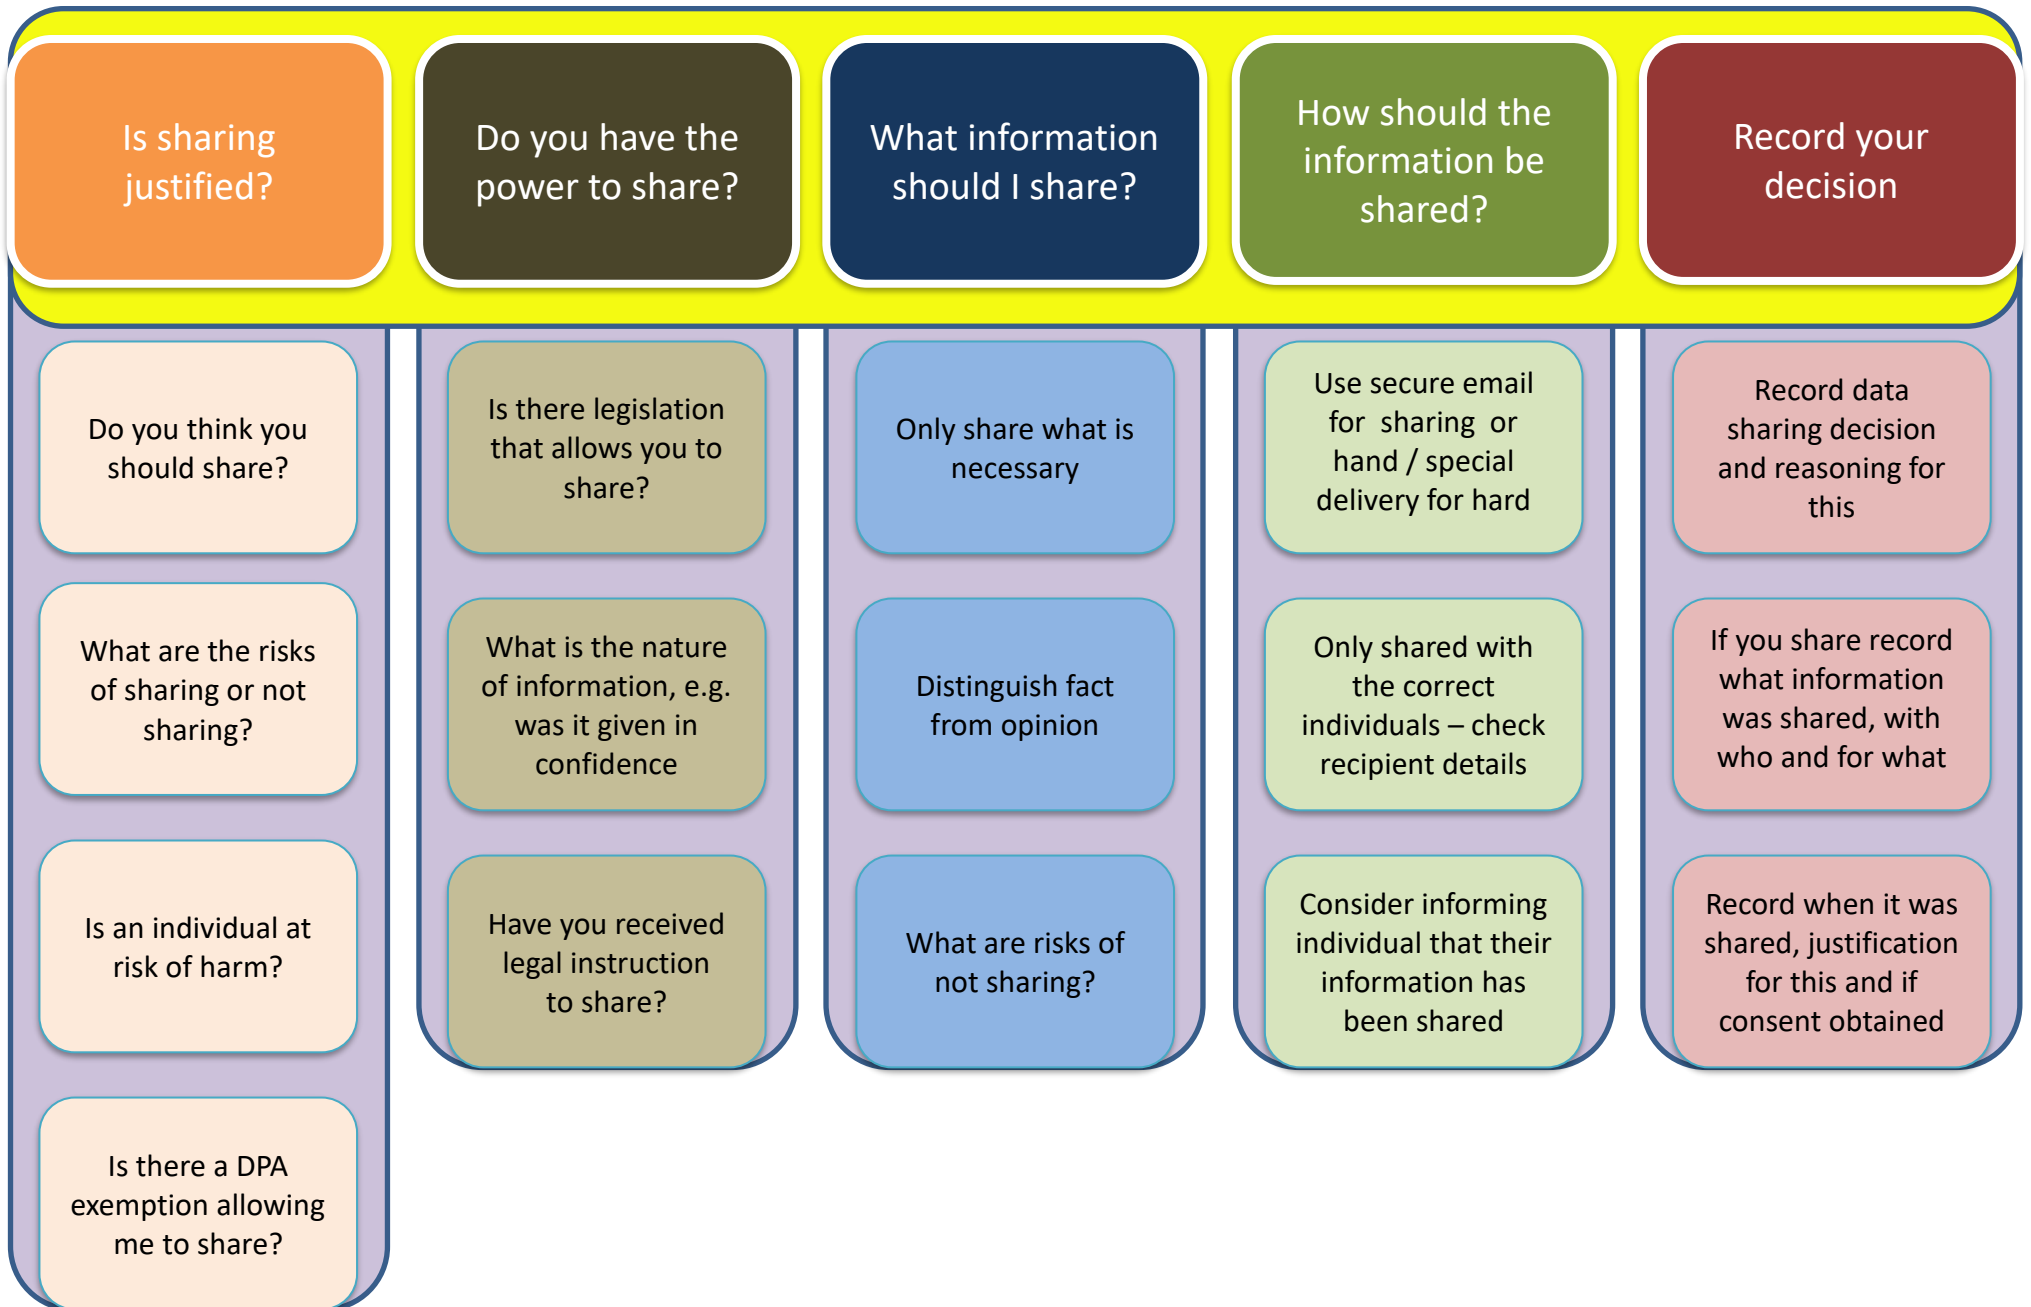 Is sharing
justified?
Do you have the
power to share?
What information
should I share?
How should the
information be
shared?
Record your
decision
Do you think you
should share?
What are the risks
of sharing or not
sharing?
Is an individual at
risk of harm?
Is there a DPA
exemption allowing
me to share?
Is there legislation
that allows you to
share?
What is the nature
of information, e.g.
was it given in
confidence
Have you received
legal instruction
to share?
Only share what is
necessary
Distinguish fact
from opinion
What are risks of
not sharing?
Use secure email
for sharing or
hand / special
delivery for hard
Only shared with
the correct
individuals – check
recipient details
Consider informing
individual that their
information has
been shared
Record data
sharing decision
and reasoning for
this
If you share record
what information
was shared, with
who and for what
Record when it was
shared, justification
for this and if
consent obtained